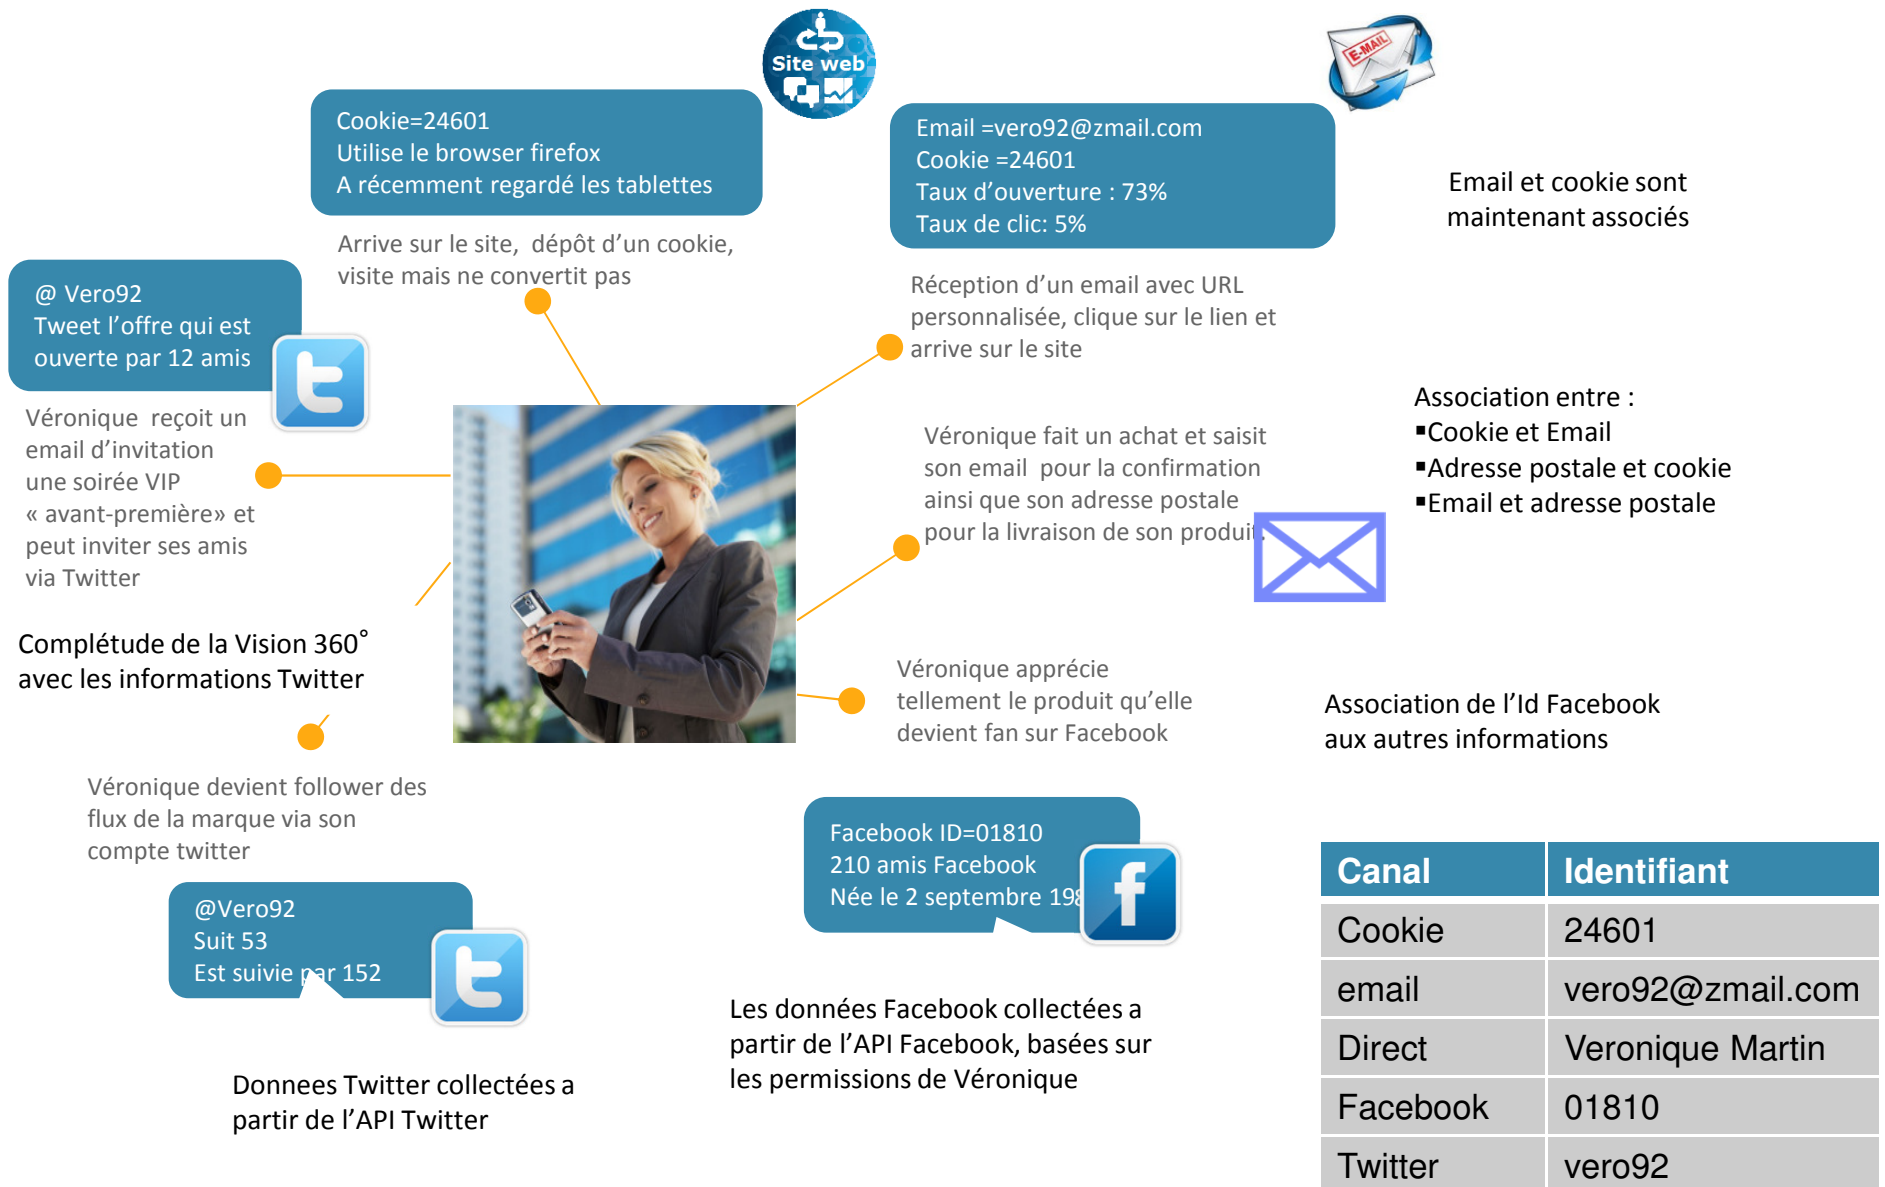 Site web
E-MAIL
Cookie=24601
Utilise le browser firefox
A récemment regardé les tablettes
Arrive sur le site, dépôt d'un cookie,
visite mais ne convertit pas
Email =vero92@zmail.com
Cookie =24601
Taux d'ouverture : 73%
Taux de clic: 5%
Email et cookie sont
maintenant associés
Réception d'un email avec URL
personnalisée, clique sur le lien et
arrive sur le site
@ Vero92
Tweet l'offre qui est
ouverte par 12 amis
Véronique reçoit un
email d'invitation
une soirée VIP
« avant-première» et
peut inviter ses amis
via Twitter
Véronique fait un achat et saisit
son email pour la confirmation
ainsi que son adresse postale
pour la livraison de son produit.
Association entre :
▪Cookie et Email
▪Adresse postale et cookie
▪Email et adresse postale
Complétude de la Vision 360°
avec les informations Twitter
Véronique apprécie
tellement le produit qu'elle
devient fan sur Facebook
Association de l'Id Facebook
aux autres informations
Véronique devient follower des
flux de la marque via son
compte twitter
@Vero92
Suit 53
Est suivie par 152
Donnees Twitter collectées a
partir de l'API Twitter
Facebook ID=01810
210 amis Facebook
Née le 2 septembre
Les données Facebook collectées a
partir de l'API Facebook, basées sur
les permissions de Véronique
Canal Identifiant
Cookie 24601
email vero92@zmail.com
Direct Veronique Martin
Facebook 01810
Twitter vero92